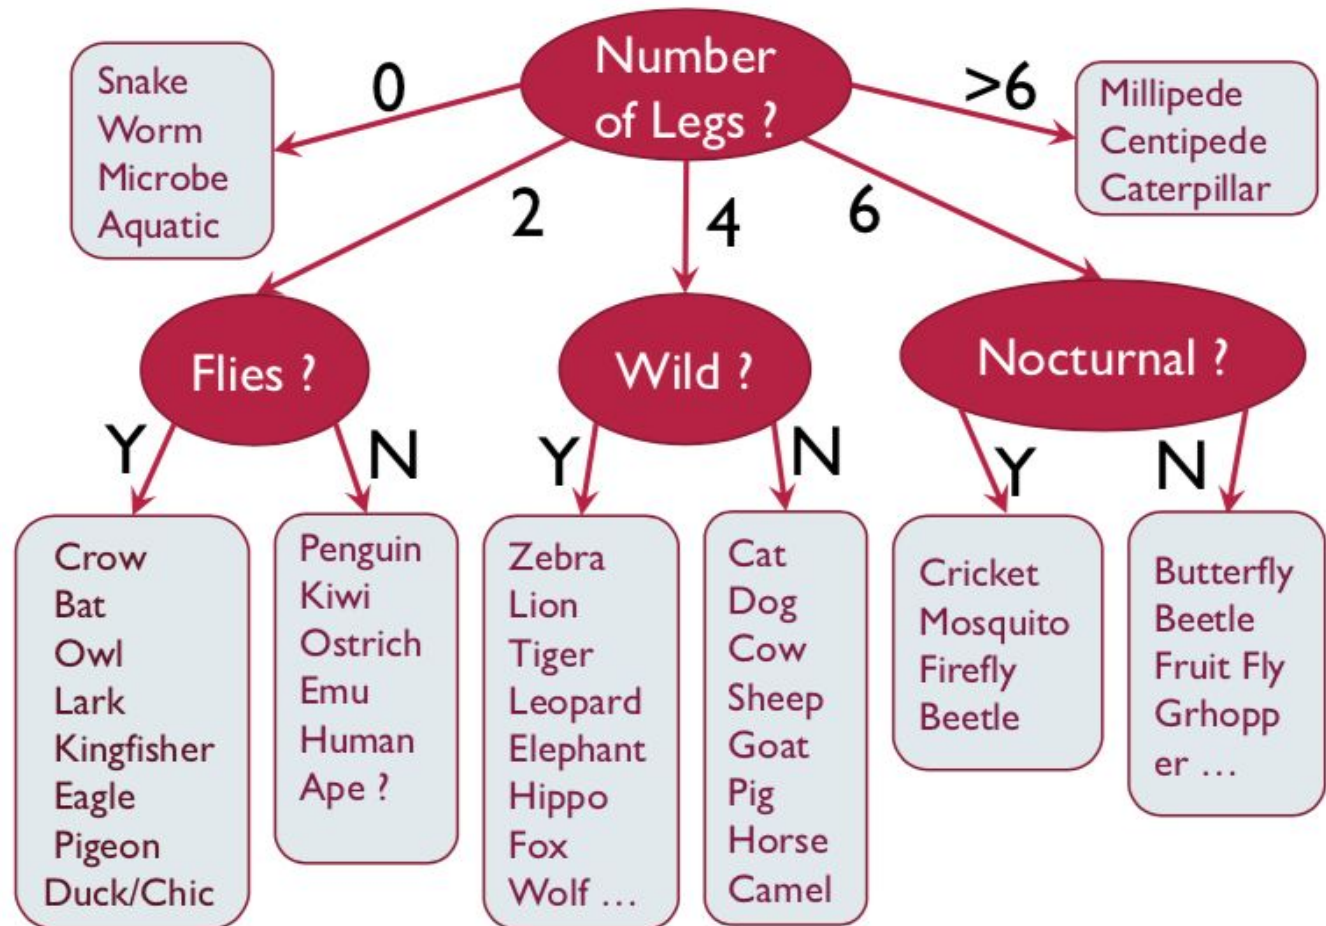 Number
of Legs ?
0
2
4
6
>6
Snake
Worm
Microbe
Aquatic
Millipede
Centipede
Caterpillar
Flies ?
Y
N
Wild ?
Y
N
Nocturnal ?
Y
N
Crow
Bat
Owl
Lark
Kingfisher
Eagle
Pigeon
Duck/Chic
Penguin
Kiwi
Ostrich
Emu
Human
Ape ?
Zebra
Lion
Tiger
Leopard
Elephant
Hippo
Fox
Wolf …
Cat
Dog
Cow
Sheep
Goat
Pig
Horse
Camel
Cricket
Mosquito
Firefly
Beetle
Butterfly
Beetle
Fruit Fly
Grhopp
er …